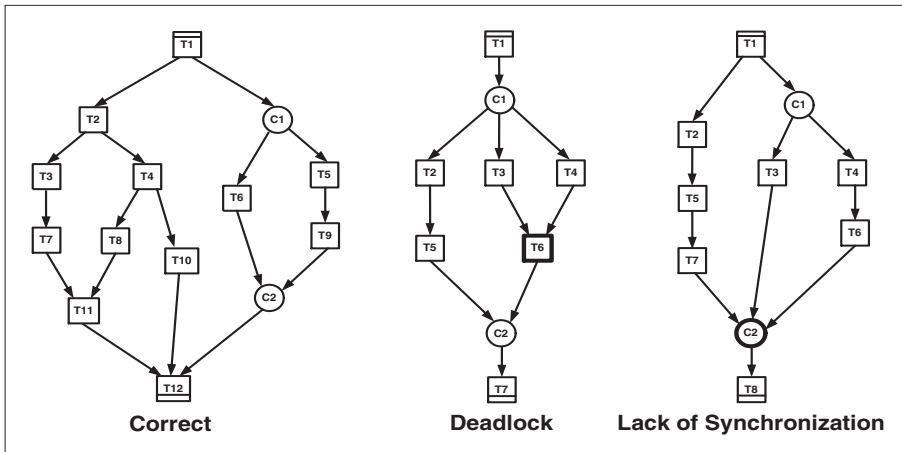 T1
T2
C1
T3
T4
T6
T5
T7
T8
T10
T9
T11
C2
T12
Correct
T1
C1
T2
T3
T4
T5
T6
C2
T7
Deadlock
T1
C1
T2
T3
T4
T5
T6
T7
C2
T8
Lack of Synchronization